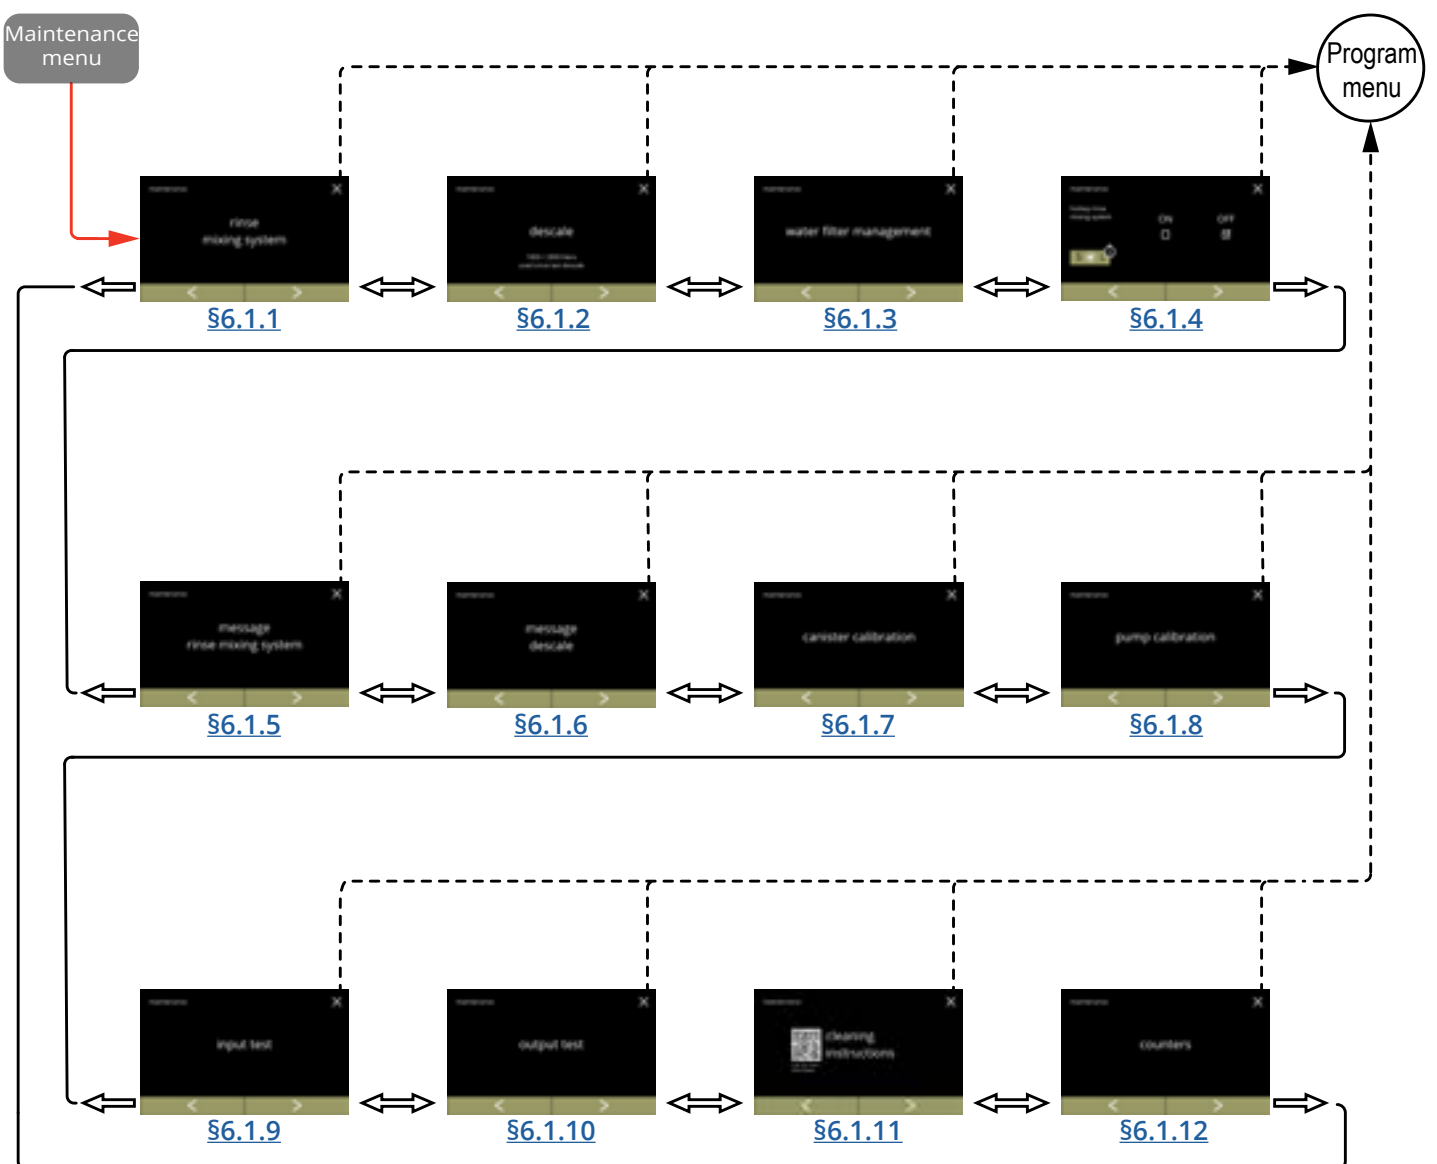 Maintenance
menu
Program
menu
rinse
mixing system
descale
water filter management
ON
OFF
§6.1.1
§6.1.2
§6.1.3
§6.1.4
message
rinse mixing system
message
descale
canister calibration
pump calibration
§6.1.5
§6.1.6
§6.1.7
§6.1.8
input test
output test
cleaning
instructions
counters
§6.1.9
§6.1.10
§6.1.11
§6.1.12